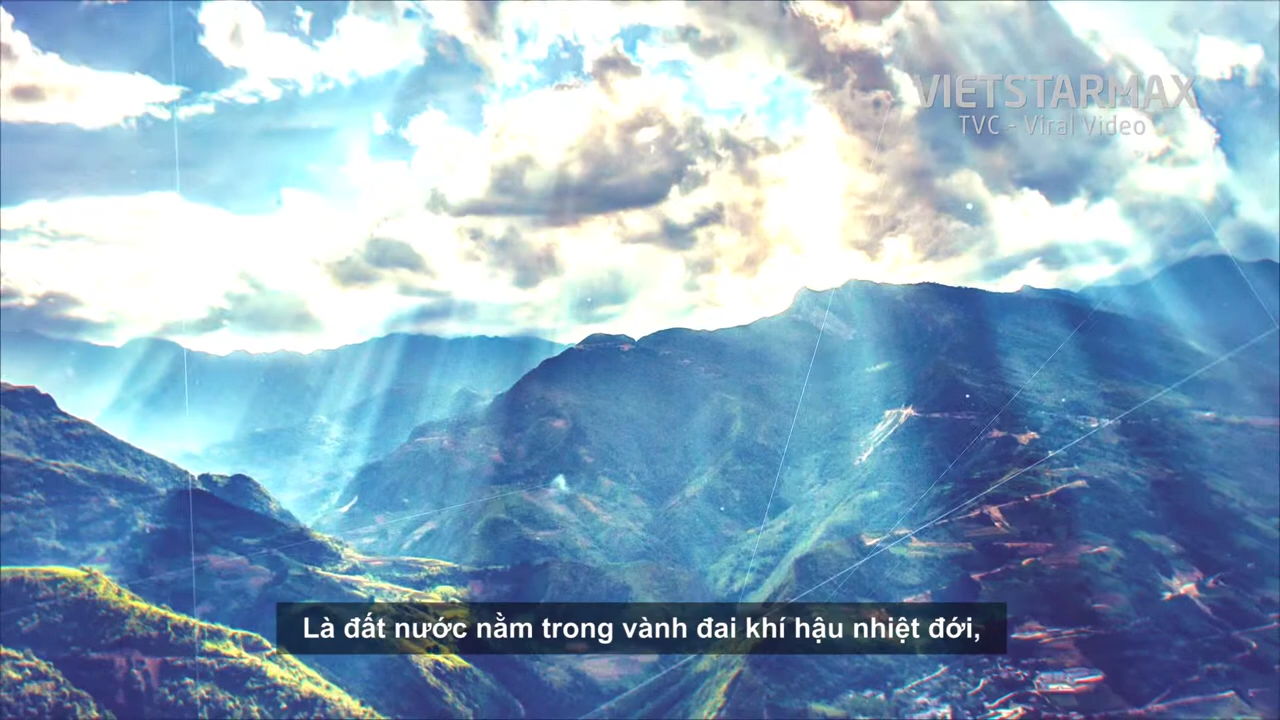 VIETSTARMAX
TVC - Viral Video
Là đất nước nằm trong vành đai khí hậu nhiệt đới,